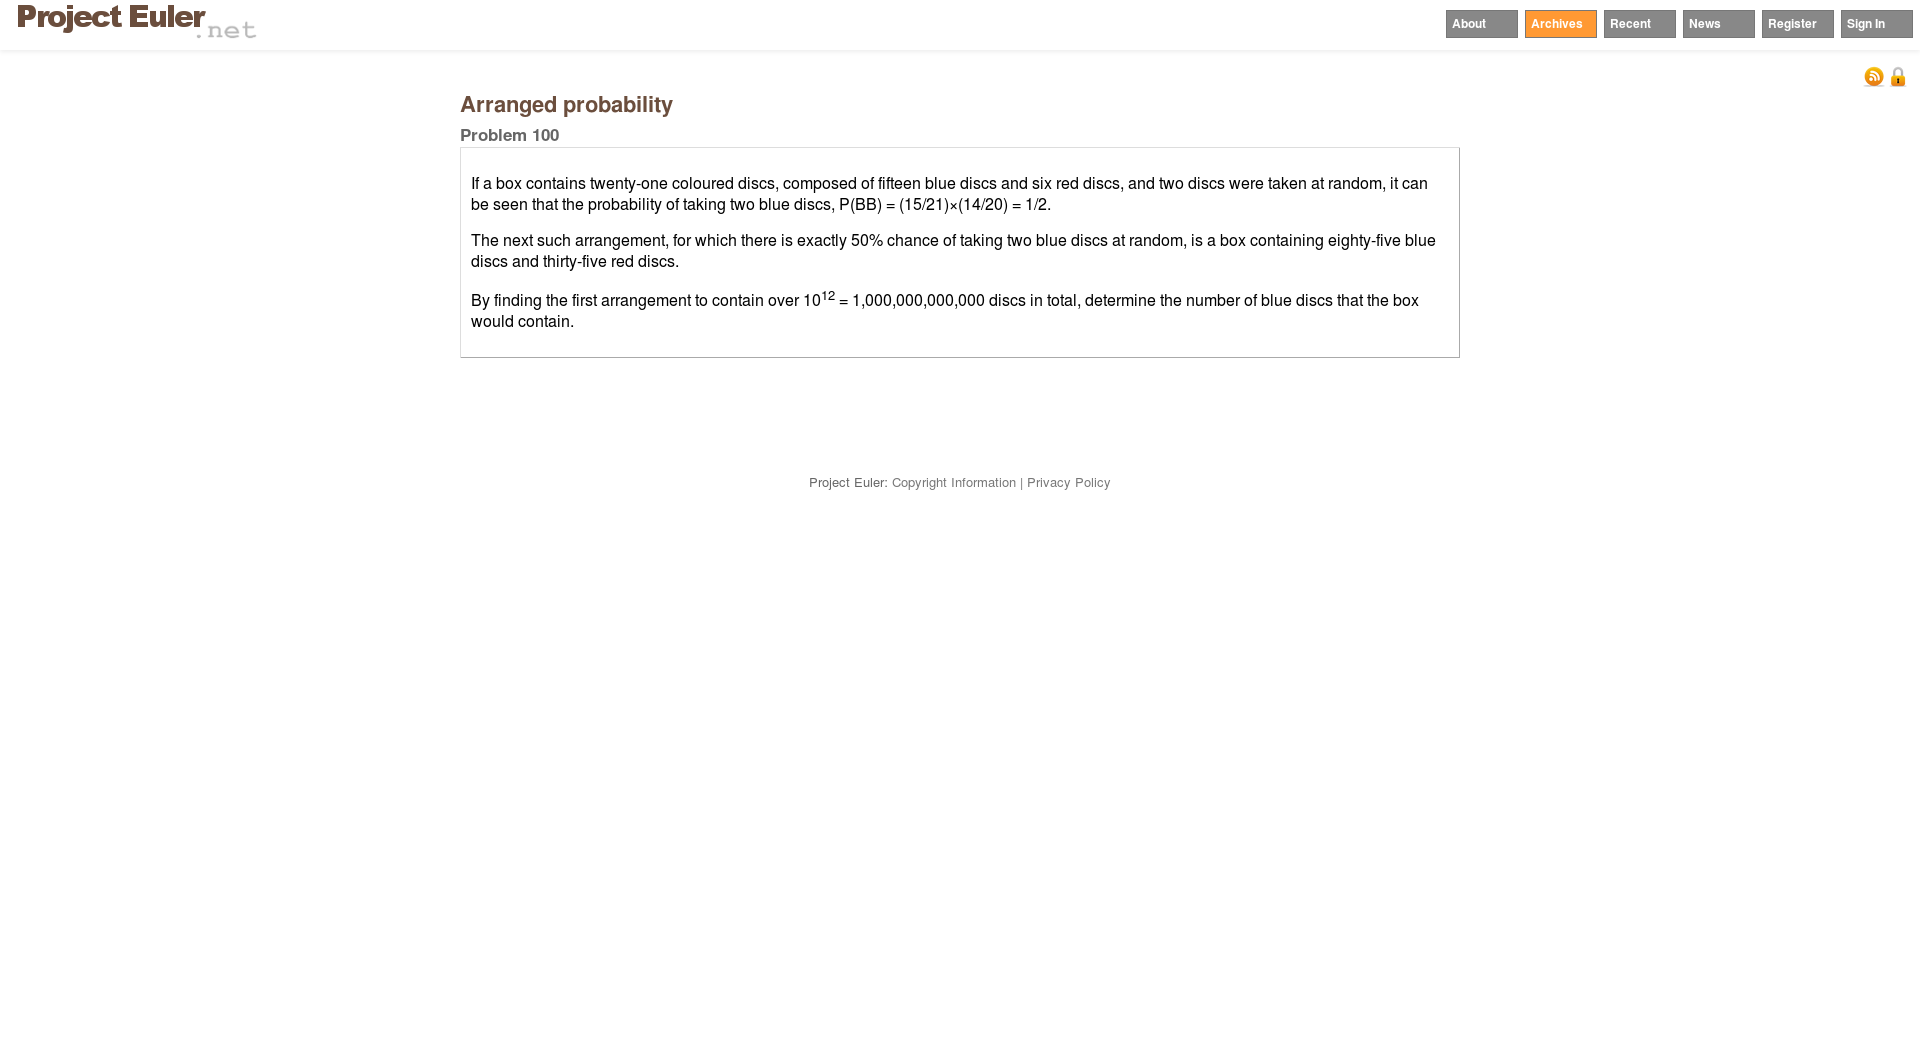 Project Euler
.net
About Archives Recent News Register Sign In
Arranged probability
Problem 100
If a box contains twenty-one coloured discs, composed of fifteen blue discs and six red discs, and two discs were taken at random, it can
be seen that the probability of taking two blue discs, P(BB) = (15/21)×(14/20) = 1/2.
The next such arrangement, for which there is exactly 50% chance of taking two blue discs at random, is a box containing eighty-five blue
discs and thirty-five red discs.
By finding the first arrangement to contain over 10¹² = 1,000,000,000,000 discs in total, determine the number of blue discs that the box
would contain.
Project Euler: Copyright Information | Privacy Policy